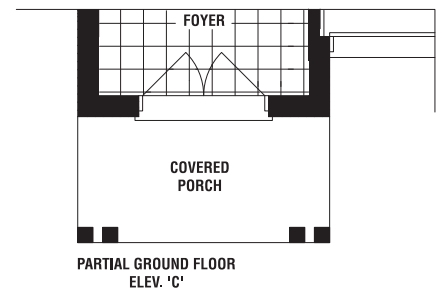 FOYER
COVERED
PORCH
PARTIAL GROUND FLOOR
ELEV. 'C'